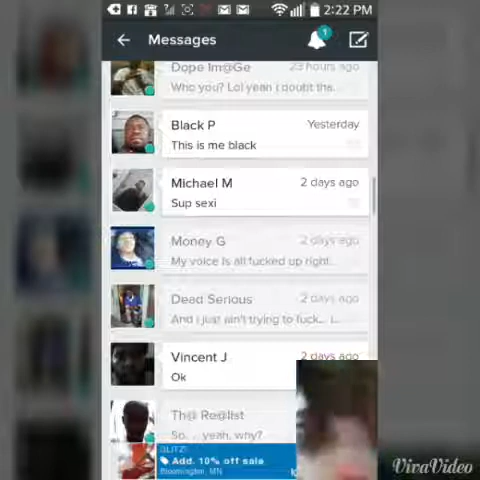 2:22 PM
Messages
1
Dope Im@Ge 23 hours ago
Who you? Lol yeah i doubt tha..
Black P Yesterday
This is me black
Michael M 2 days ago
Sup sexi
Money G 2 days ago
My voice is all fucked up right..
Dead Serious 2 days ago
And i just ain't trying to fuck...
Vincent J 2 days ago
Ok
Th@ Re@list
So... yeah, why?
BLITZ!
Add. 10% off sale
Bloomington, MN
VivaVideo